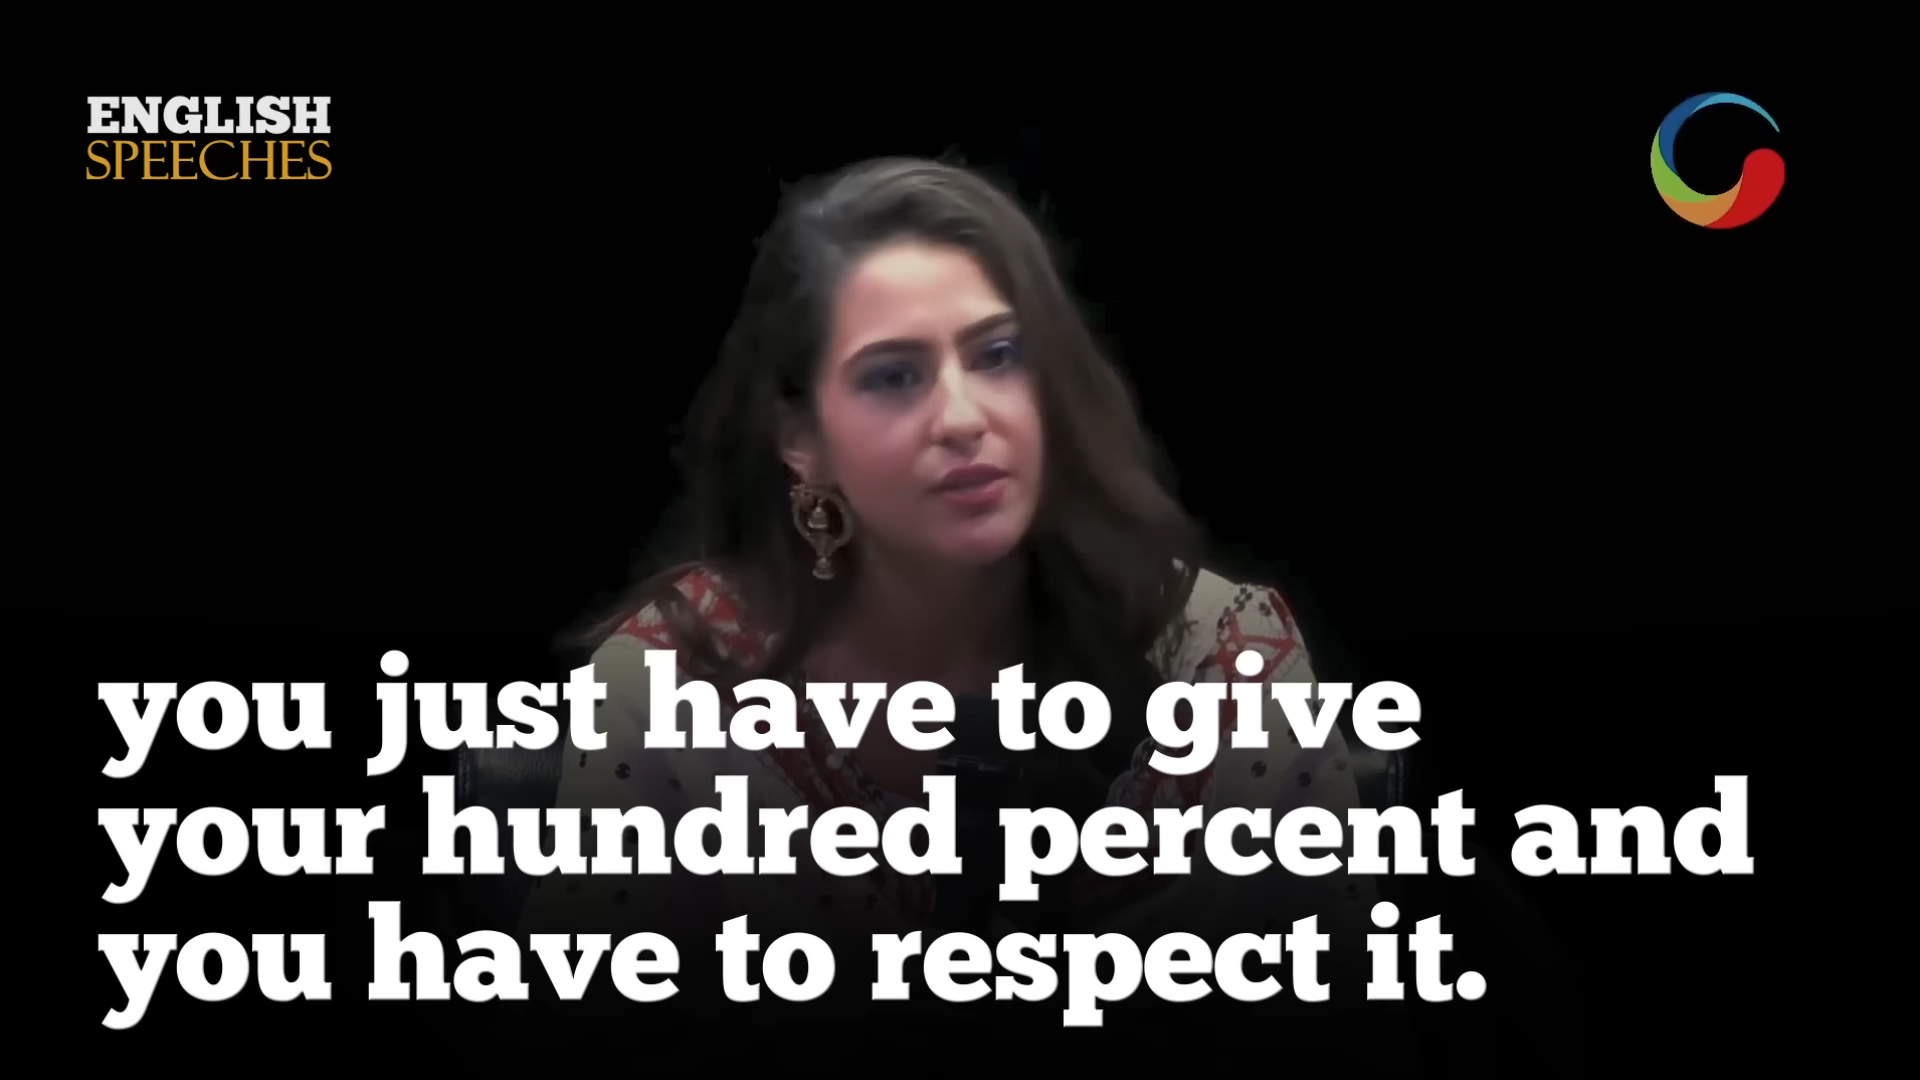 ENGLISH
SPEECHES
you just have to give
your hundred percent and
you have to respect it.